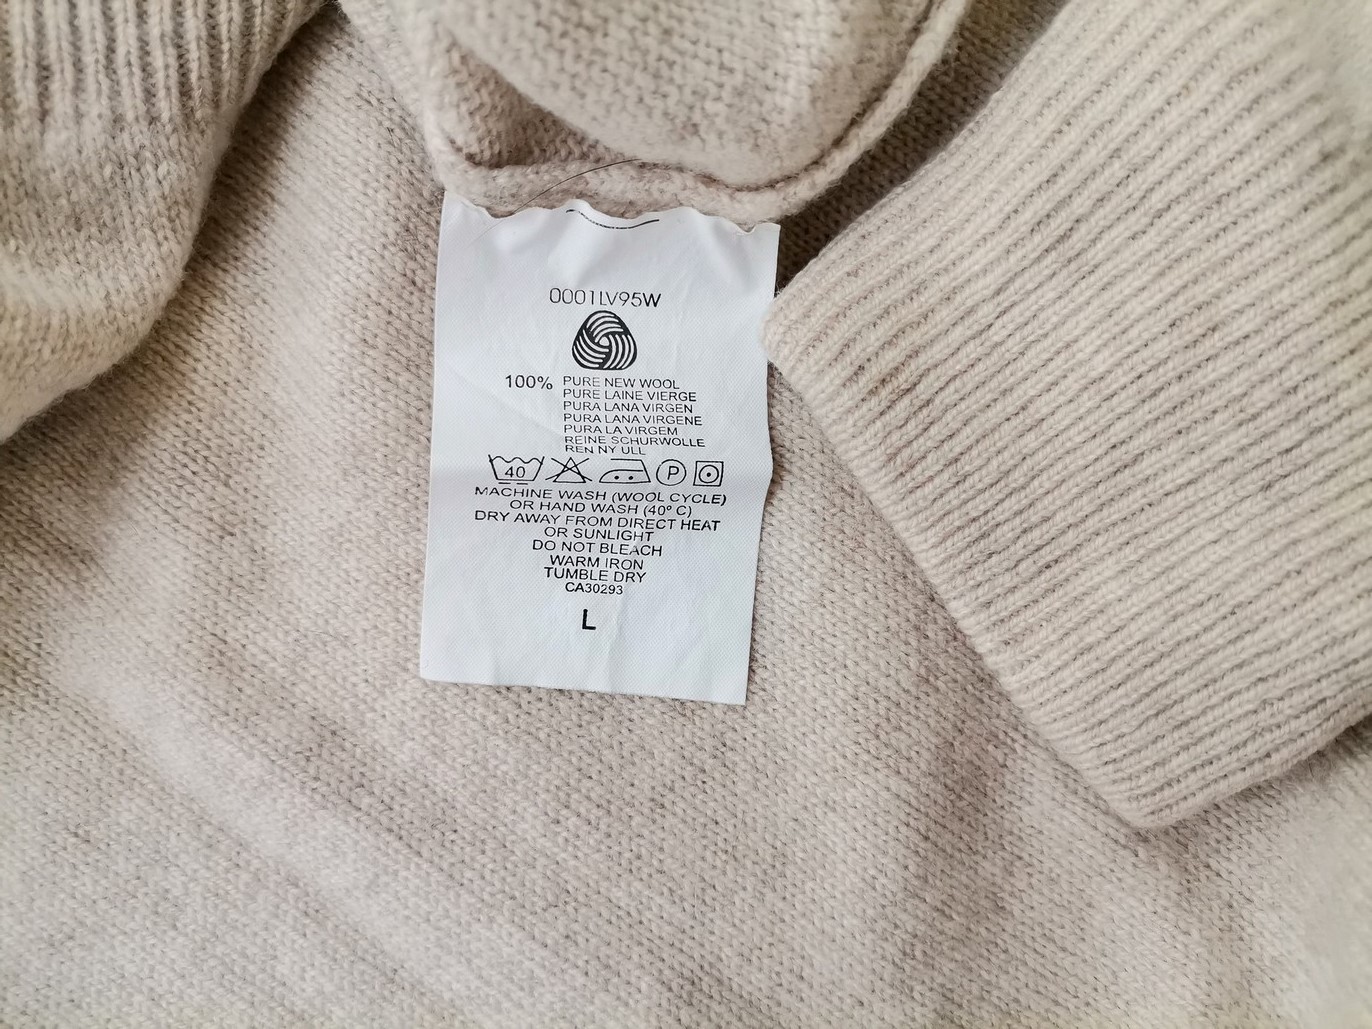 0001LV95W
100% PURE NEW WOOL
PURE LAINE VIERGE
PURA LANA VIRGEN
PURA LANA VIRGENE
PURA LA VIRGEM
REINE SCHURWOLLE
REN NY ULL
40 P
MACHINE WASH (WOOL CYCLE)
OR HAND WASH (40° C)
DRY AWAY FROM DIRECT HEAT
OR SUNLIGHT
DO NOT BLEACH
WARM IRON
TUMBLE DRY
CA30293
L